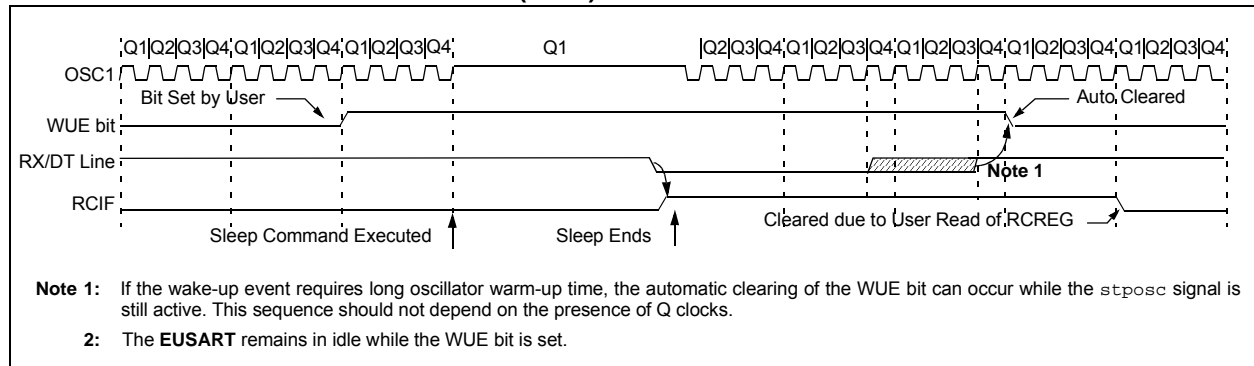 Q1 Q2 Q3 Q4 Q1 Q2 Q3 Q4 Q1 Q2 Q3 Q4 Q1 Q2 Q3 Q4 Q1 Q2 Q3 Q4 Q1 Q2 Q3 Q4 Q1 Q2 Q3 Q4 Q1 Q2 Q3 Q4
OSC1
Bit Set by User Auto Cleared
WUE bit
RX/DT Line
Note 1
RCIF
Cleared due to User Read of RCREG
Sleep Command Executed Sleep Ends
Note 1: If the wake-up event requires long oscillator warm-up time, the automatic clearing of the WUE bit can occur while the stposc signal is
still active. This sequence should not depend on the presence of Q clocks.
2: The EUSART remains in idle while the WUE bit is set.